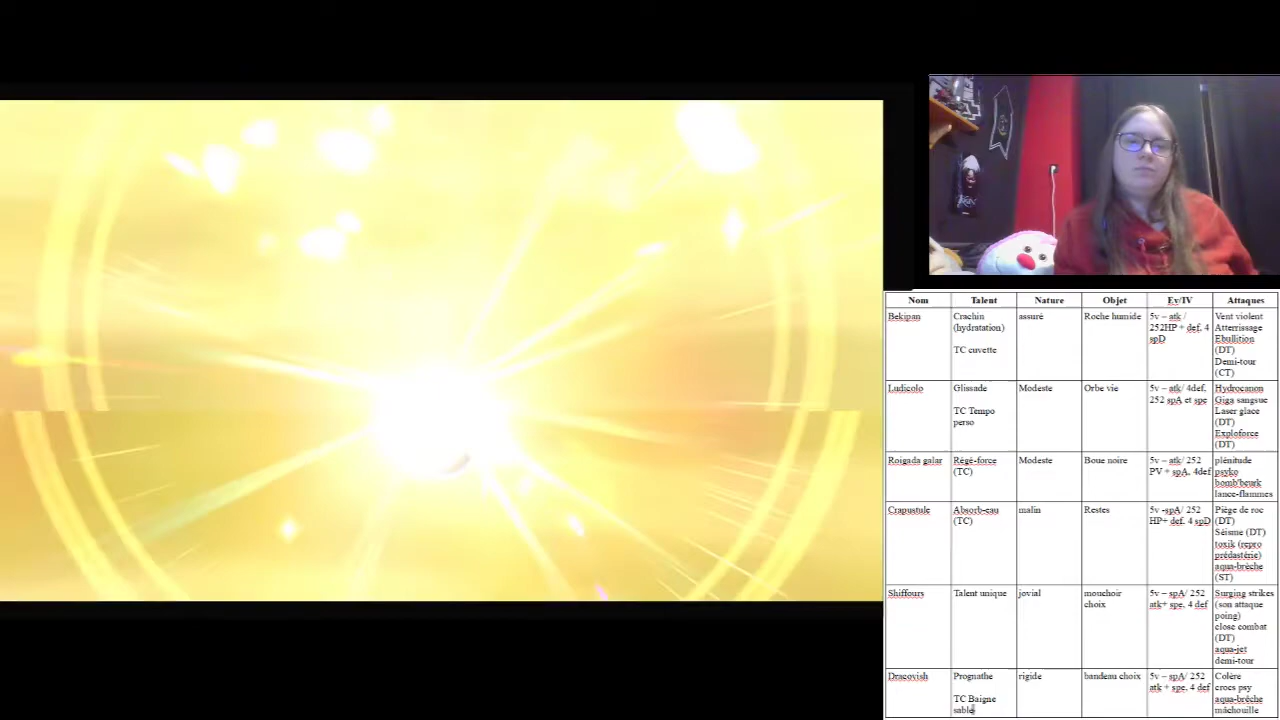 Nom Talent Nature Objet Ev/IV Attaques
Bekipan Crachin assuré Roche humide 5v – atk / Vent violent
(hydratation) 252HP + def. 4 Atterrissage
spD Ebullition
TC cuvette (DT)
Demi-tour
(CT)
Ludicolo Glissade Modeste Orbe vie 5v – atk/ 4def, Hydrocanon
252 spA et spe Giga sangsue
TC Tempo Laser glace
perso (DT)
Exploforce
(DT)
Roigada galar Régé-force Modeste Boue noire 5v – atk/ 252 plénitude
(TC) PV + spA, 4def psyko
bomb'beurk
lance-flammes
Crapustule Absorb-eau malin Restes 5v -spA/ 252 Piège de roc
(TC) HP+ def. 4 spD (DT)
Séisme (DT)
toxik (repro
prédastérie)
aqua-brèche
(ST)
Shiffours Talent unique jovial mouchoir 5v – spA/ 252 Surging strikes
choix atk+ spe, 4 def (son attaque
poing)
close combat
(DT)
aqua-jet
demi-tour
Dracovish Prognathe rigide bandeau choix 5v – spA/ 252 Colère
atk + spe, 4 def crocs psy
TC Baigne aqua-brèche
sable mâchouille